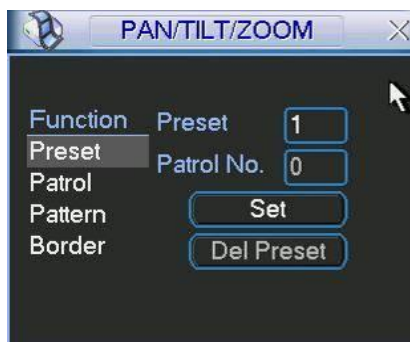 PAN/TILT/ZOOM
Function
Preset
Patrol
Pattern
Border
Preset 1
Patrol No. 0
Set
Del Preset